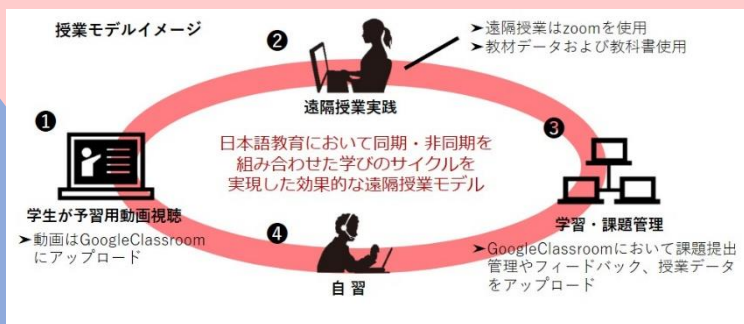 授業モデルイメージ
❶
学生が予習用動画視聴
➤動画はGoogleClassroom
にアップロード
❷
遠隔授業実践
➤遠隔授業はzoomを使用
➤教材データおよび教科書使用
日本語教育において同期・非同期を
組み合わせた学びのサイクルを
実現した効果的な遠隔授業モデル
❸
学習・課題管理
➤GoogleClassroomにおいて課題提出
管理やフィードバック、授業データ
をアップロード
❹
自 習